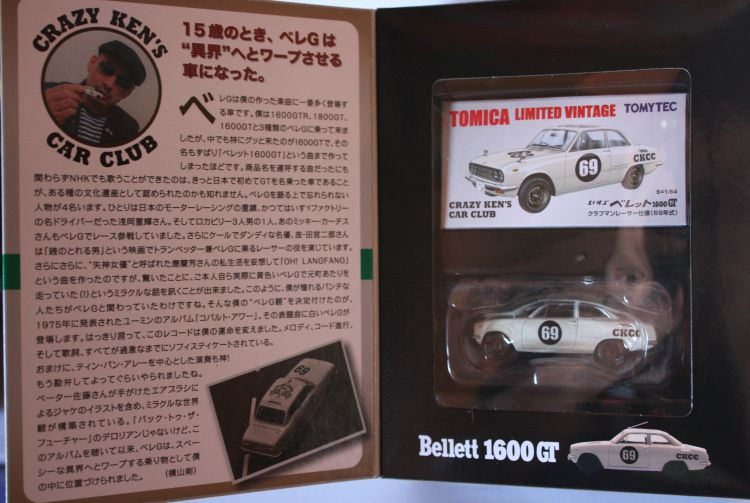 CRAZY KEN'S
CAR CLUB
15歳のとき、ベレGは
“異界”へとワープさせる
車になった。
ベレGは僕の作った楽曲に一番多く登場す
る車です。僕は1600GTR、1800GT、
1600GTと3種類のベレGに乗って来ま
したが、中でも特にグッと来たのが1600GTで、その
名もずばり「ベレット1600GT」という曲まで作って
しまったほどです。商品名を連呼する曲だったにも
関わらずNHKでも歌うことができたのは、きっと日本で初めてGTを名乗った車であること
が、ある種の文化遺産として認められたのかも知れません。ベレGを語る上で忘れられない
人物が4名います。ひとりは日本のモーターレーシングの重鎮、かつてはいすゞファクトリー
の名ドライバーだった浅岡重輝さん。そしてロカビリー3人男の1人、あのミッキー・カーチス
さんもベレGでレース参戦していました。さらにクールでダンディな名優、故・田宮二郎さん
は「銭のとれる男」という映画でトランペッター兼ベレGに乗るレーサーの役を演じています。
さらにさらに、“失神女優”と呼ばれた應蘭芳さんの私生活を妄想して「OH! LANGFANG」
という曲を作ったのですが、驚いたことに、ご本人自ら実際に黄色いベレGで元町あたりを
走っていた(!)というミラクルな話を訊くことが出来ました。このように、僕が憧れるパンチな
人たちがベレGと関わっていたわけですね。そんな僕の“ベレG観”を決定付けたのが、
1975年に発表されたユーミンのアルバム「コバルト・アワー」。その表題曲に白いベレGが
登場します。はっきり言って、このレコードは僕の運命を変えました。メロディ、コード進行、
そして歌詞、すべてが過激なまでにソフィスティケートされている。
おまけに、ティン・パン・アレーを中心とした演奏も神!
もう勘弁してよってぐらいやられましたね。
ペーター佐藤さんが手がけたエアブラシに
よるジャケのイラストを含め、ミラクルな世界
観が構築されている。「バック・トゥ・ザ・
フューチャー」のデロリアンじゃないけど、こ
のアルバムを聴いて以来、ベレGは、スペー
シーな異界へとワープする乗り物として僕
の中に位置づけられました。 (横山剣)
69
TOMICA LIMITED VINTAGE TOMYTEC
69
CKCC
S=1/64
CRAZY KEN'S
CAR CLUB
いすゞ ベレット1600GT
クラブマンレーサー仕様(69年式)
69
CKCC
Bellett 1600GT
69
CKCC